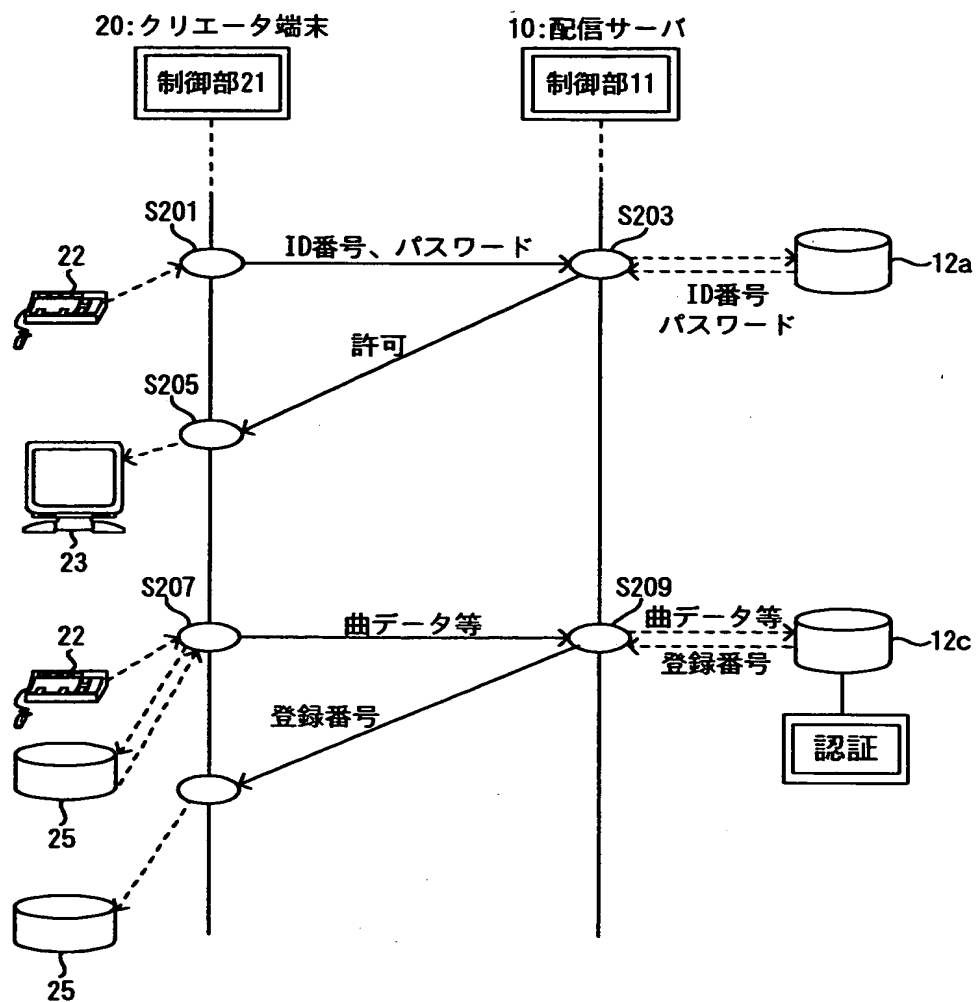 20:クリエータ端末
10:配信サーバ
制御部21
制御部11
S201
S203
22
ID番号、パスワード
12a
ID番号
パスワード
許可
S205
23
S207
S209
曲データ等
曲データ等
12c
22
登録番号
登録番号
認証
25
25